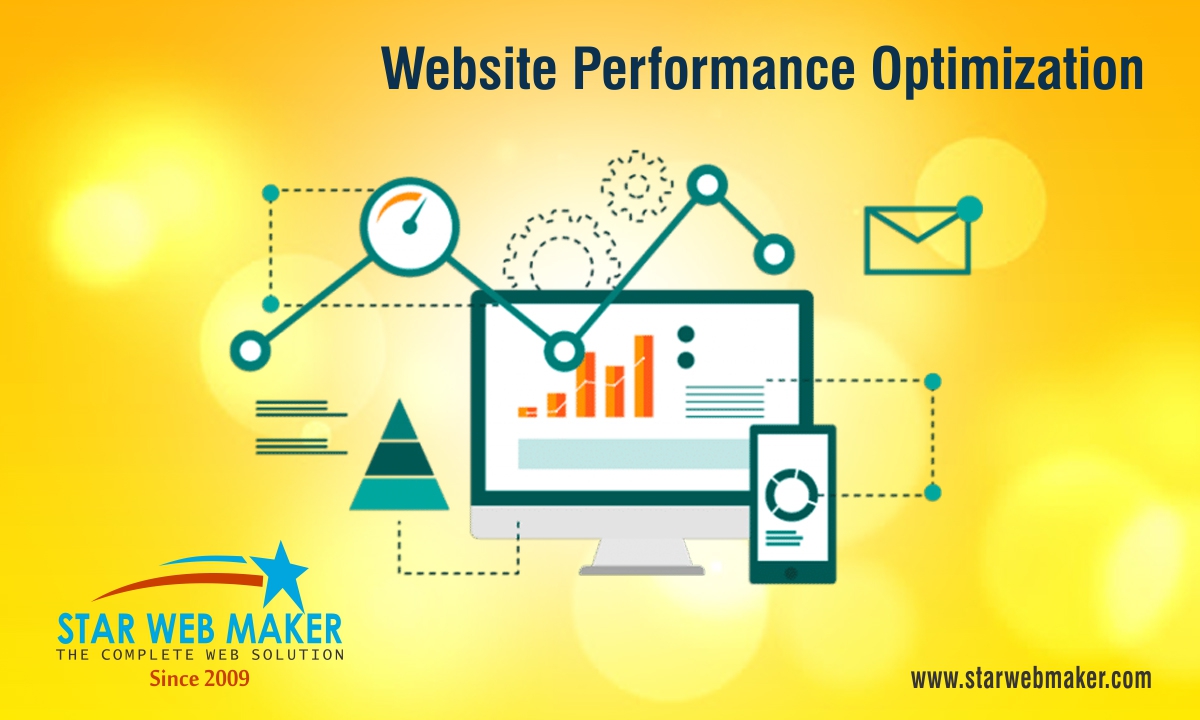 Website Performance Optimization
STAR WEB MAKER
THE COMPLETE WEB SOLUTION
Since 2009
www.starwebmaker.com